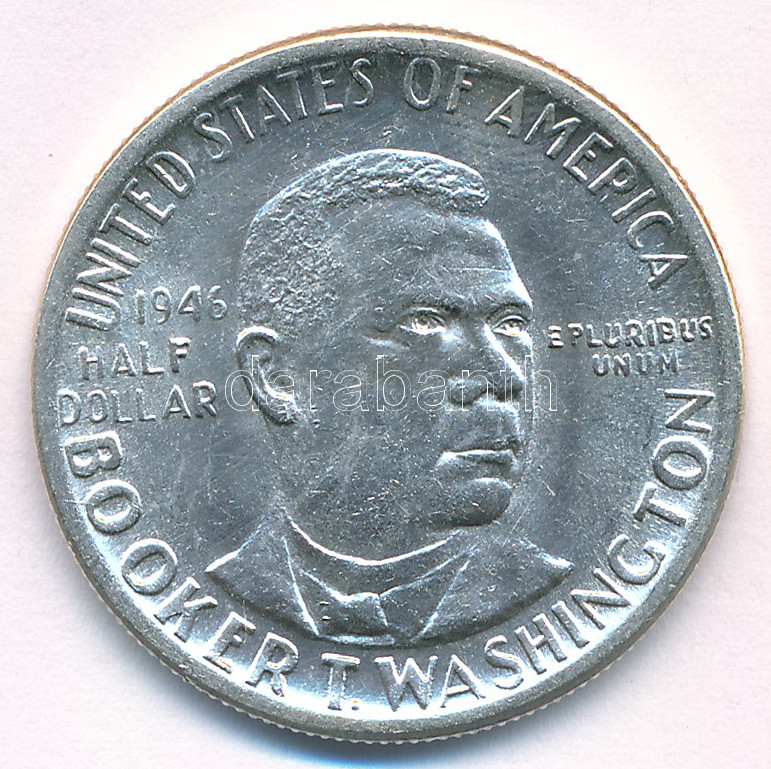 UNITED STATES OF AMERICA
1946
HALF
DOLLAR
E PLURIBUS
UNUM
BOOKER T. WASHINGTON
darabanth